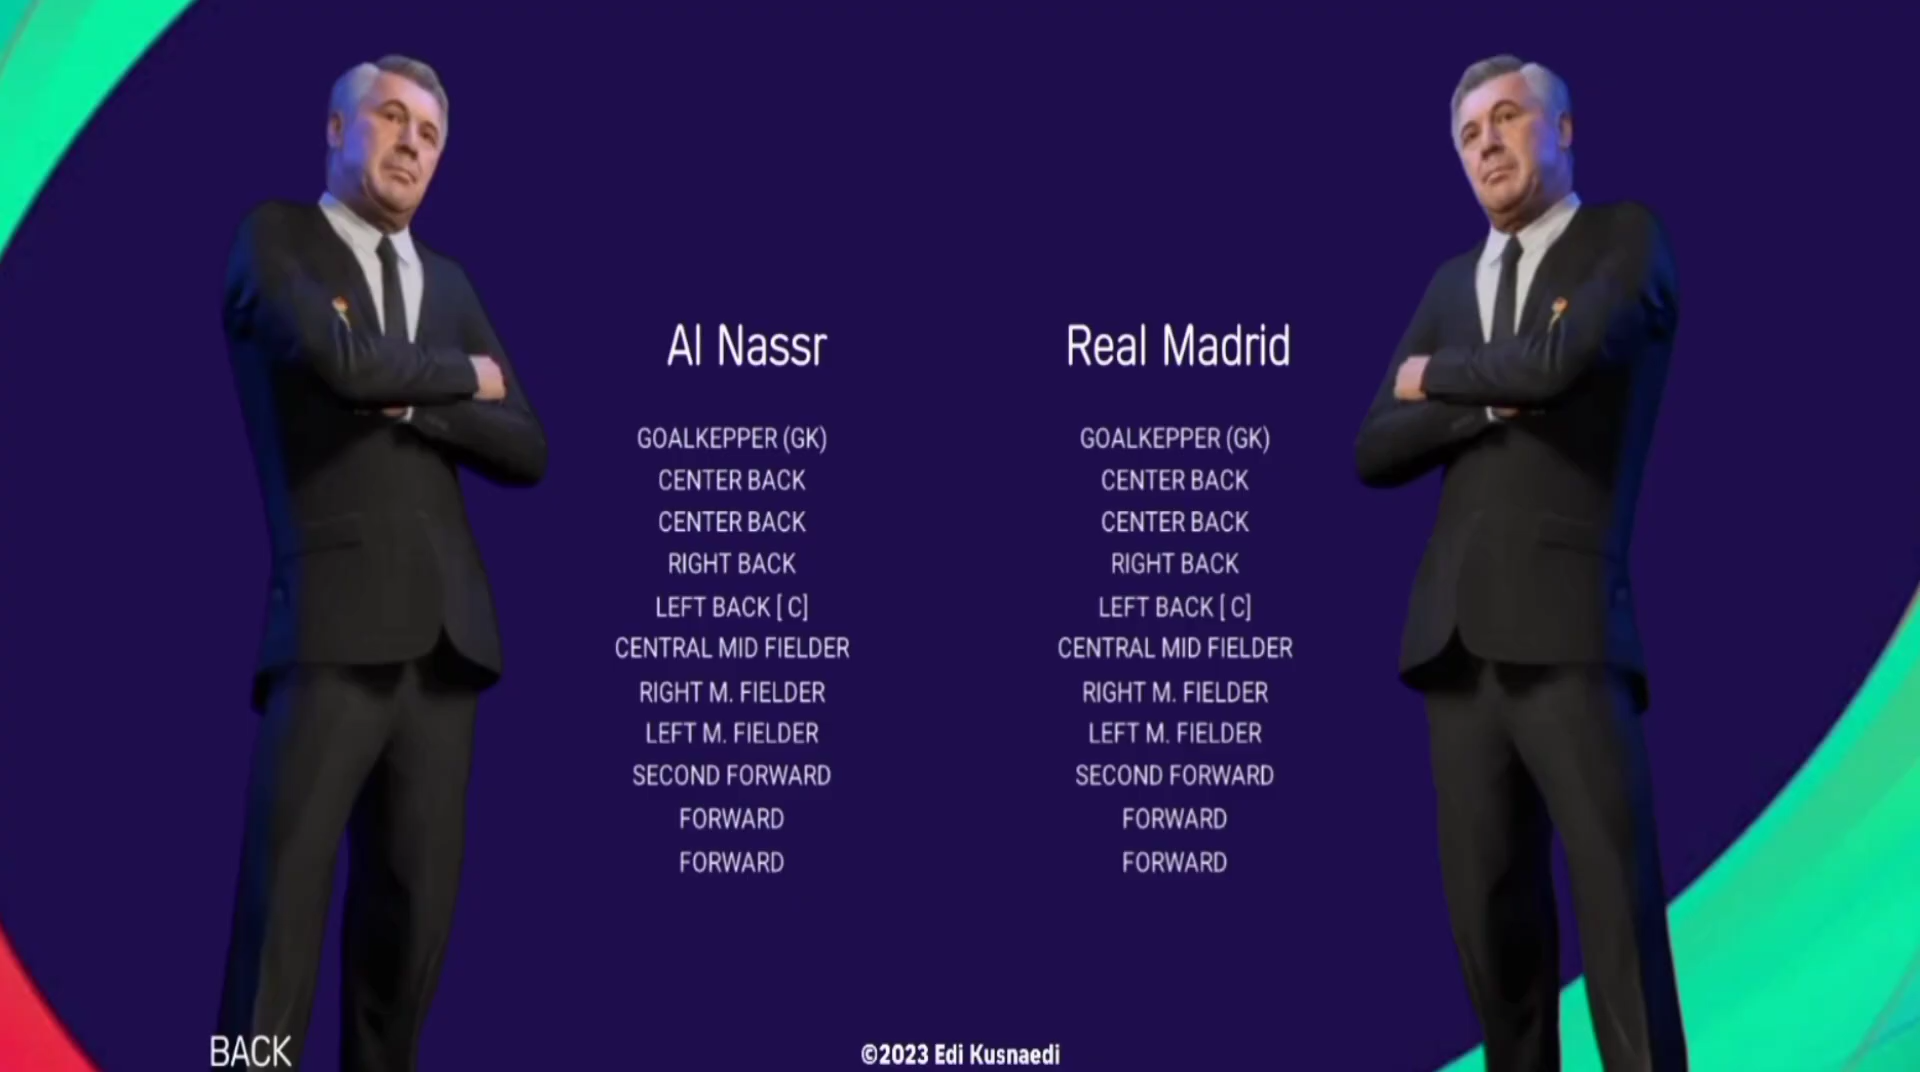 Al Nassr
GOALKEPPER (GK)
CENTER BACK
CENTER BACK
RIGHT BACK
LEFT BACK [ C]
CENTRAL MID FIELDER
RIGHT M. FIELDER
LEFT M. FIELDER
SECOND FORWARD
FORWARD
FORWARD
Real Madrid
GOALKEPPER (GK)
CENTER BACK
CENTER BACK
RIGHT BACK
LEFT BACK [ C]
CENTRAL MID FIELDER
RIGHT M. FIELDER
LEFT M. FIELDER
SECOND FORWARD
FORWARD
FORWARD
BACK
©2023 Edi Kusnaedi